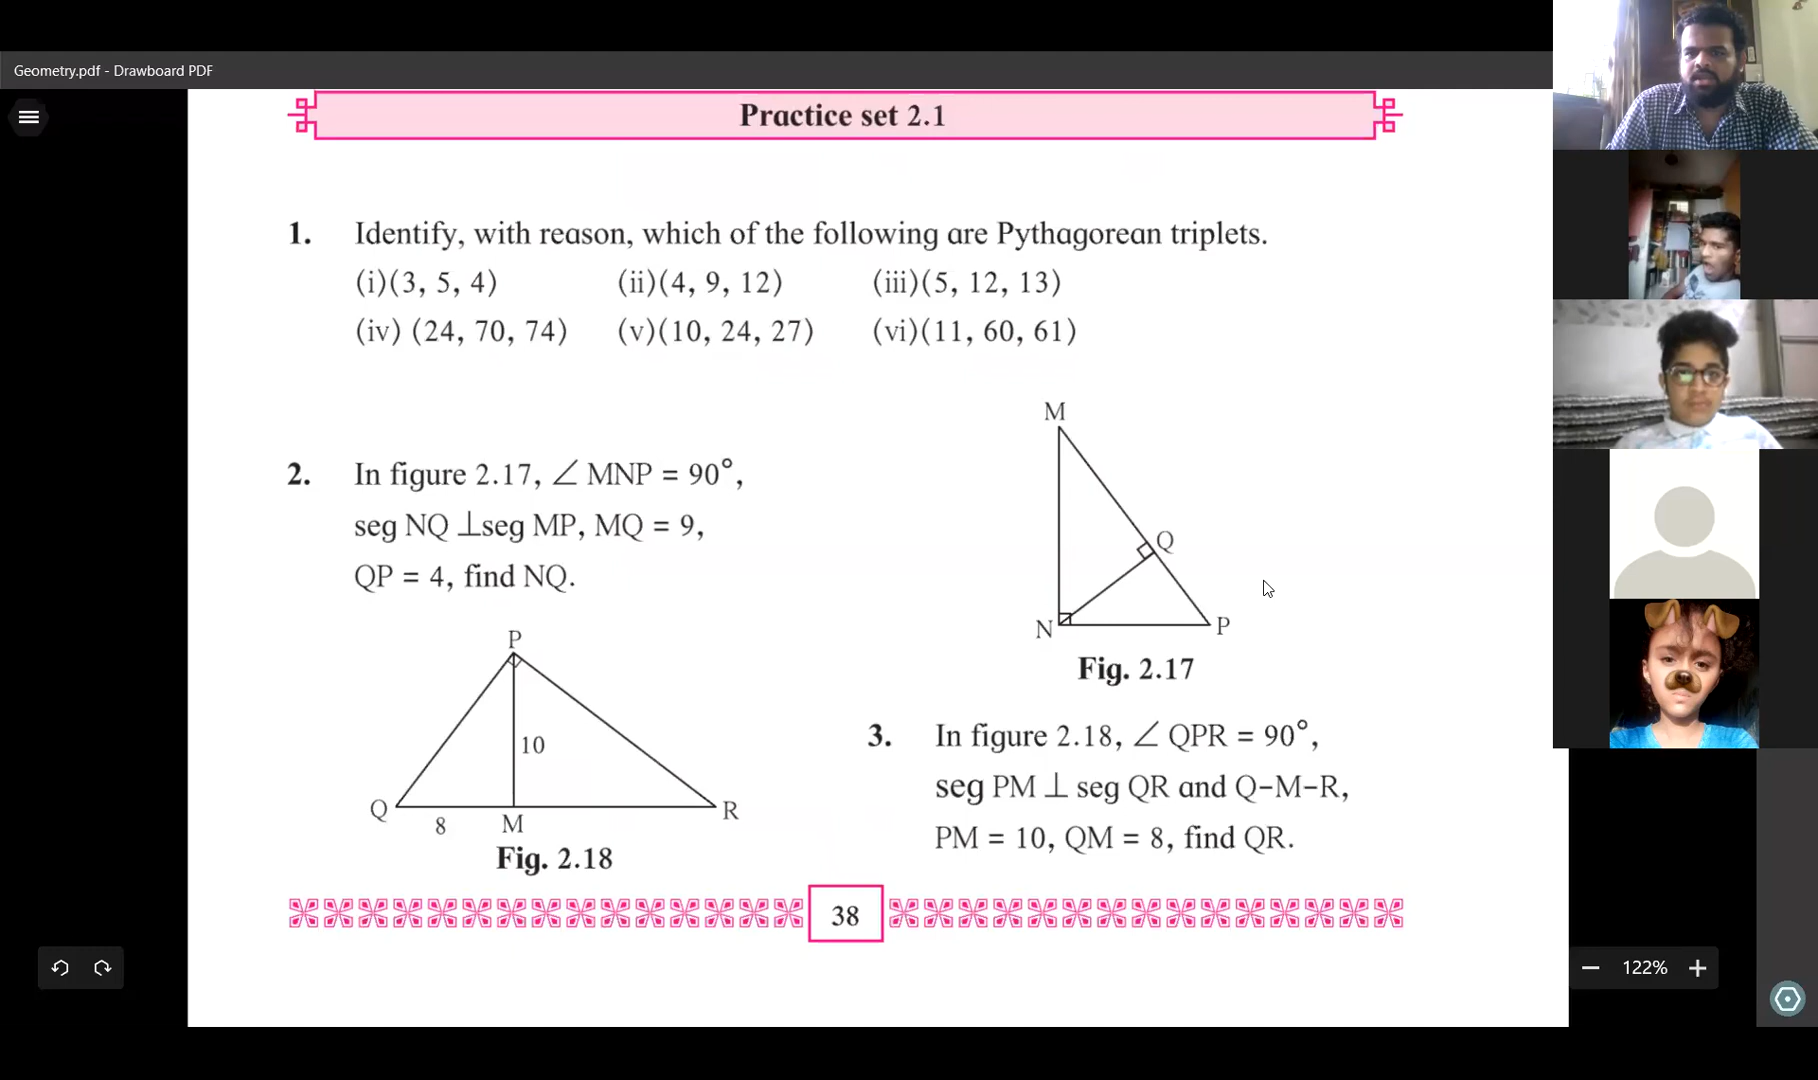 Geometry.pdf - Drawboard PDF
Practice set 2.1
1. Identify, with reason, which of the following are Pythagorean triplets.
(i)(3, 5, 4) (ii)(4, 9, 12) (iii)(5, 12, 13)
(iv) (24, 70, 74) (v)(10, 24, 27) (vi)(11, 60, 61)
2. In figure 2.17, ∠ MNP = 90°,
seg NQ ⊥seg MP, MQ = 9,
QP = 4, find NQ.
M
Q
N
P
Fig. 2.17
P
10
Q
8
M
R
Fig. 2.18
3. In figure 2.18, ∠ QPR = 90°,
seg PM ⊥ seg QR and Q-M-R,
PM = 10, QM = 8, find QR.
38
122%